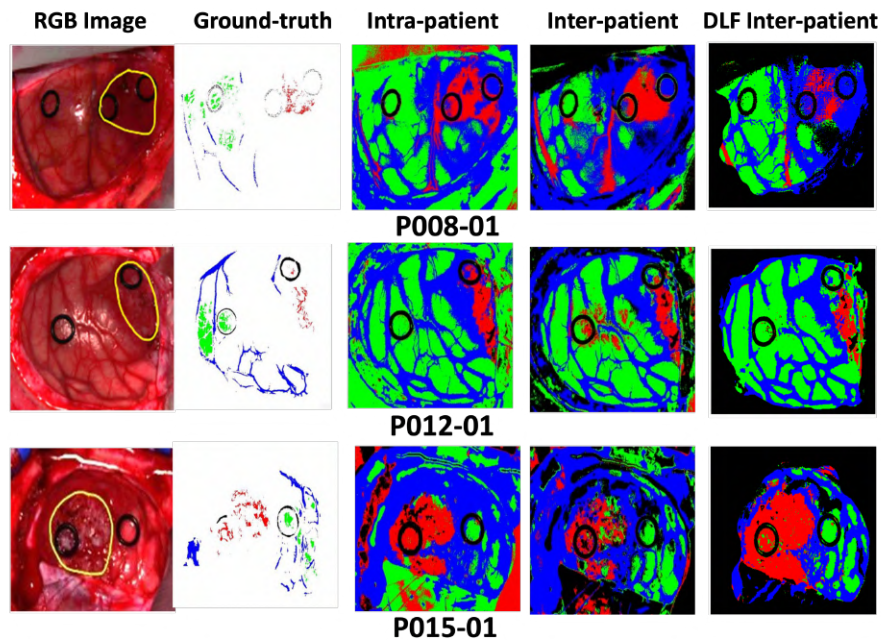 RGB Image Ground-truth Intra-patient Inter-patient DLF Inter-patient
P008-01
P012-01
P015-01